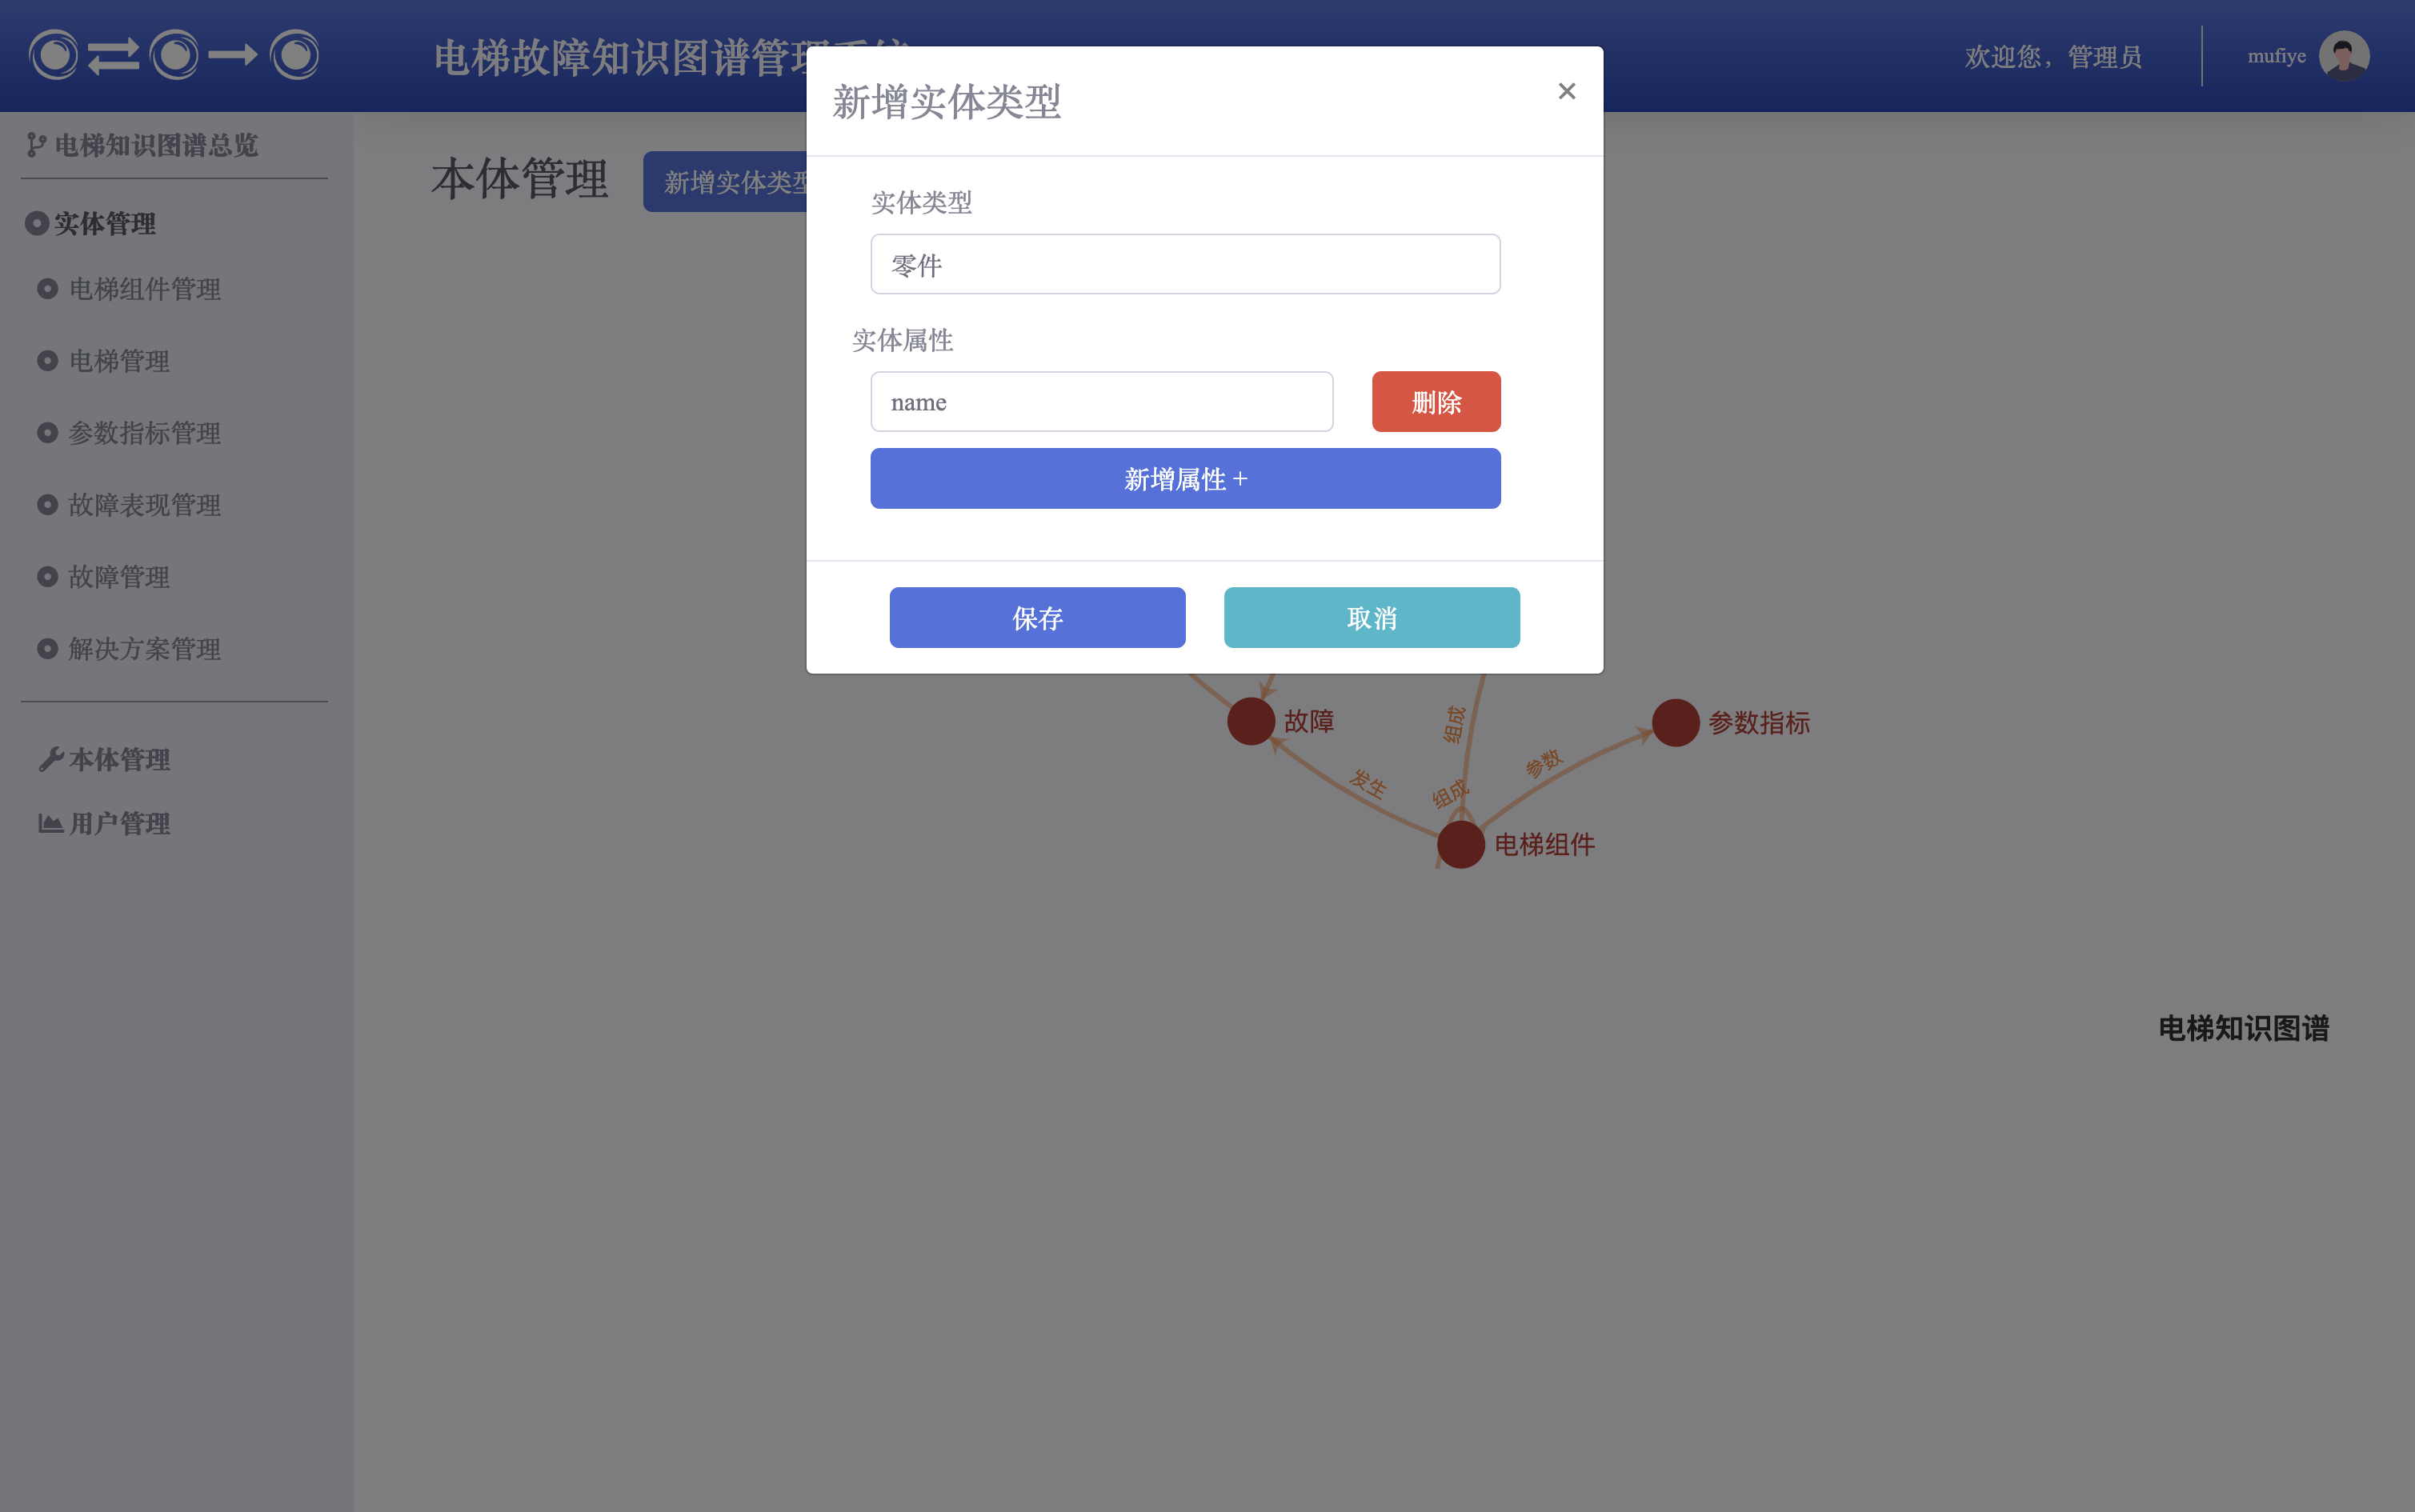 电梯故障知识图谱管理系统
欢迎您，管理员
mufiye
电梯知识图谱总览
实体管理
电梯组件管理
电梯管理
参数指标管理
故障表现管理
故障管理
解决方案管理
本体管理
用户管理
本体管理
新增实体类型
新增实体类型
×
实体类型
零件
实体属性
name
删除
新增属性 +
保存
取消
故障
组成
参数指标
参数
发生
组成
电梯组件
电梯知识图谱